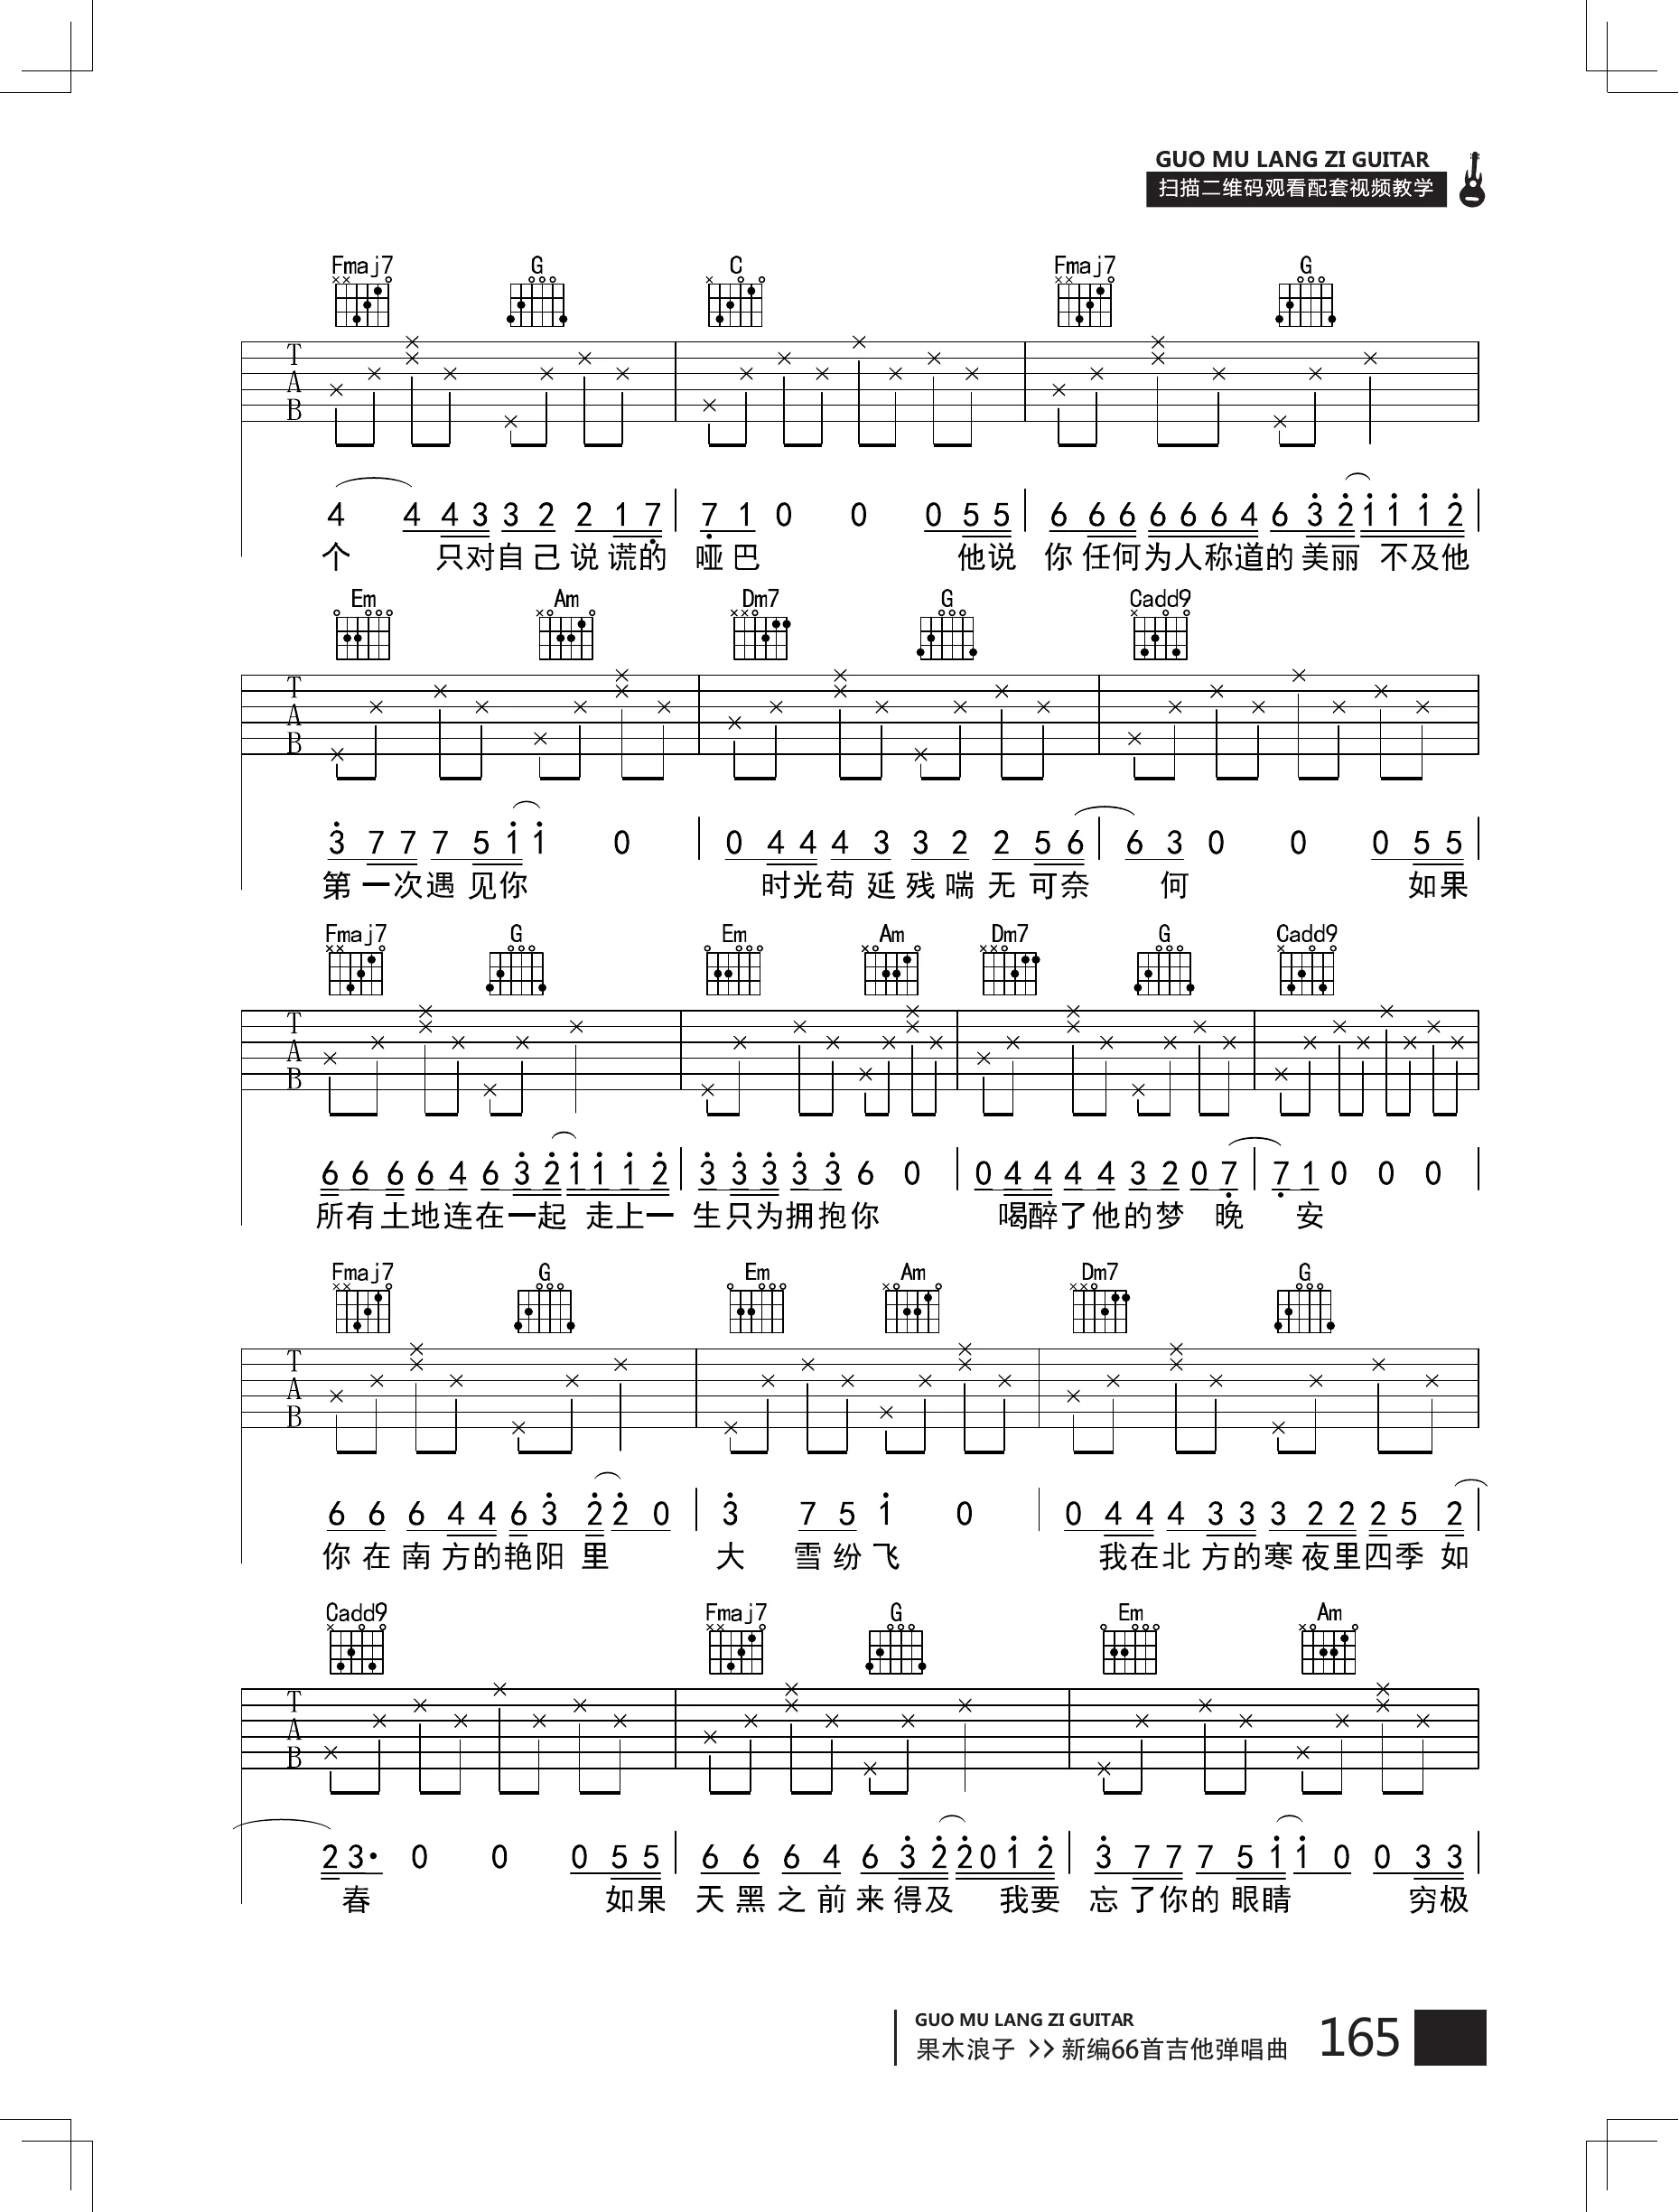 GUO MU LANG ZI GUITAR
扫描二维码观看配套视频教学
Fmaj7 G C Fmaj7 G
T
A
B
4 4 4 3 3 2 2 1 7 7 1 0 0 0 5 5 6 6 6 6 6 6 4 6 3 2 1 1 1 2
个 只对自己说谎的 哑巴 他说 你任何为人称道的美丽 不及他
Em Am Dm7 G Cadd9
T
A
B
3 7 7 7 5 1 1 0 0 4 4 4 3 3 2 2 5 6 6 3 0 0 0 5 5
第一次遇见你 时光苟延残喘无可奈 何 如果
Fmaj7 G Em Am Dm7 G Cadd9
T
A
B
6 6 6 6 4 6 3 2 1 1 1 2 3 3 3 3 3 6 0 0 4 4 4 4 3 2 0 7 7 1 0 0 0
所有土地连在一起 走上一 生只为拥抱你 喝醉了他的梦 晚 安
Fmaj7 G Em Am Dm7 G
T
A
B
6 6 6 4 4 6 3 2 2 0 3 7 5 1 0 0 4 4 4 3 3 3 2 2 2 5 2
你在南方的艳阳里 大 雪纷飞 我在北方的寒夜里四季 如
Cadd9 Fmaj7 G Em Am
T
A
B
2 3· 0 0 0 5 5 6 6 6 4 6 3 2 2 0 1 2 3 7 7 7 5 1 1 0 0 3 3
春 如果 天黑之前来得及 我要 忘了你的眼睛 穷极
GUO MU LANG ZI GUITAR
果木浪子 >> 新编66首吉他弹唱曲 165